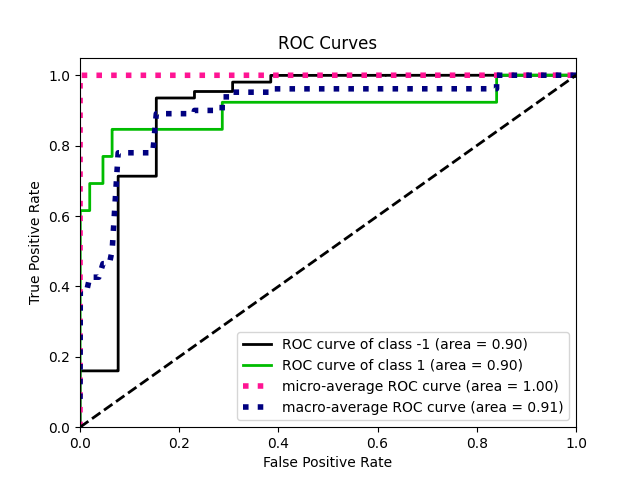 ROC Curves
1.0
0.8
0.6
0.4
0.2
0.0
True Positive Rate
ROC curve of class -1 (area = 0.90)
ROC curve of class 1 (area = 0.90)
micro-average ROC curve (area = 1.00)
macro-average ROC curve (area = 0.91)
0.0 0.2 0.4 0.6 0.8 1.0
False Positive Rate